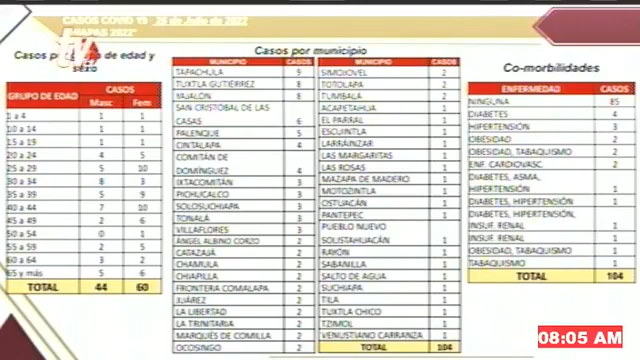 CASOS COVID 19 26 de Julio de 2022
"CHIAPAS 2022"
Casos por grupo de edad y
sexo
GRUPO DE EDAD CASOS
Masc Fem
1 a 4 1 1
10 a 14 1 1
15 a 19 1 1
20 a 24 4 5
25 a 29 5 10
30 a 34 8 3
35 a 39 5 9
40 a 44 7 10
45 a 49 2 6
50 a 54 0 1
55 a 59 2 5
60 a 64 3 2
65 y más 5 6
TOTAL 44 60
Casos por municipio
MUNICIPIO CASOS
TAPACHULA 9
TUXTLA GUTIÉRREZ 8
YAJALÓN 8
SAN CRISTOBAL DE LAS
CASAS 6
PALENQUE 5
CINTALAPA 4
COMITÁN DE
DOMÍNGUEZ 4
IXTACOMITÁN 3
PICHUCALCO 3
SOLOSUCHIAPA 3
TONALÁ 3
VILLAFLORES 3
ÁNGEL ALBINO CORZO 2
CATAZAJÁ 2
CHAMULA 2
CHIAPILLA 2
FRONTERA COMALAPA 2
JUÁREZ 2
LA LIBERTAD 2
LA TRINITARIA 2
MARQUÉS DE COMILLA 2
OCOSINGO 2
MUNICIPIO CASOS
SIMOJOVEL 2
TOTOLAPA 2
TUMBALÁ 2
ACAPETAHUA 1
EL PARRAL 1
ESCUINTLA 1
LARRÁINZAR 1
LAS MARGARITAS 1
LAS ROSAS 1
MAZAPA DE MADERO 1
MOTOZINTLA 1
OSTUACÁN 1
PANTEPEC 1
PUEBLO NUEVO
SOLISTAHUACÁN 1
RAYÓN 1
SABANILLA 1
SALTO DE AGUA 1
SUCHIAPA 1
TILA 1
TUXTLA CHICO 1
TZIMOL 1
VENUSTIANO CARRANZA 1
TOTAL 104
Co-morbilidades
ENFERMEDAD CASOS
NINGUNA 85
DIABETES 4
HIPERTENSIÓN 3
OBESIDAD 2
OBESIDAD, TABAQUISMO 2
ENF. CARDIOVASC. 2
DIABETES, ASMA,
HIPERTENSIÓN 1
DIABETES, HIPERTENSIÓN 1
DIABETES, HIPERTENSIÓN,
INSUF. RENAL 1
INSUF. RENAL 1
OBESIDAD, TABAQUISMO 1
TABAQUISMO 1
TOTAL 104
08:05 AM